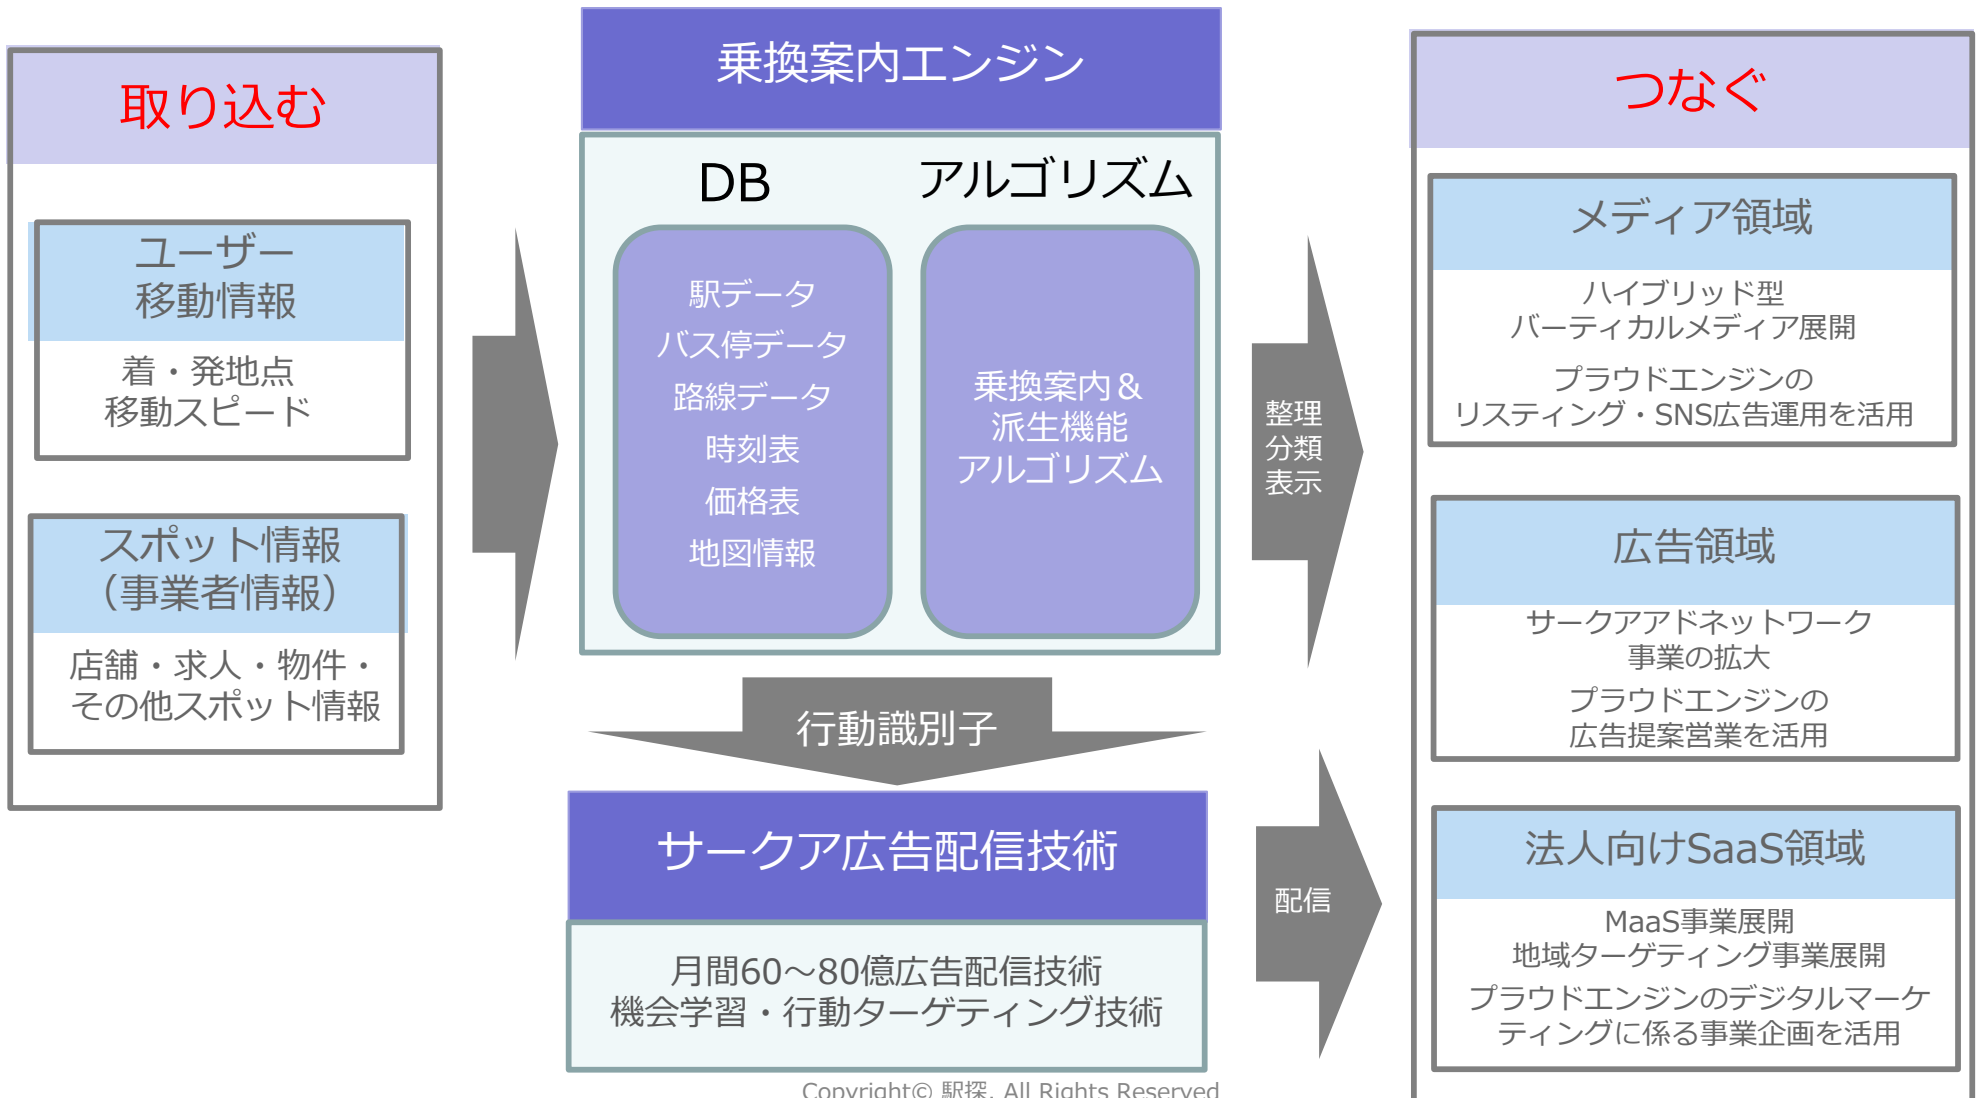 取り込む
ユーザー
移動情報
着・発地点
移動スピード
スポット情報
（事業者情報）
店舗・求人・物件・
その他スポット情報
乗換案内エンジン
DB
アルゴリズム
駅データ
バス停データ
路線データ
時刻表
価格表
地図情報
乗換案内＆
派生機能
アルゴリズム
行動識別子
サークア広告配信技術
月間60～80億広告配信技術
機会学習・行動ターゲティング技術
整理
分類
表示
配信
つなぐ
メディア領域
ハイブリッド型
バーティカルメディア展開
プラウドエンジンの
リスティング・SNS広告運用を活用
広告領域
サークアアドネットワーク
事業の拡大
プラウドエンジンの
広告提案営業を活用
法人向けSaaS領域
MaaS事業展開
地域ターゲティング事業展開
プラウドエンジンのデジタルマーケ
ティングに係る事業企画を活用
Copyright© 駅探. All Rights Reserved